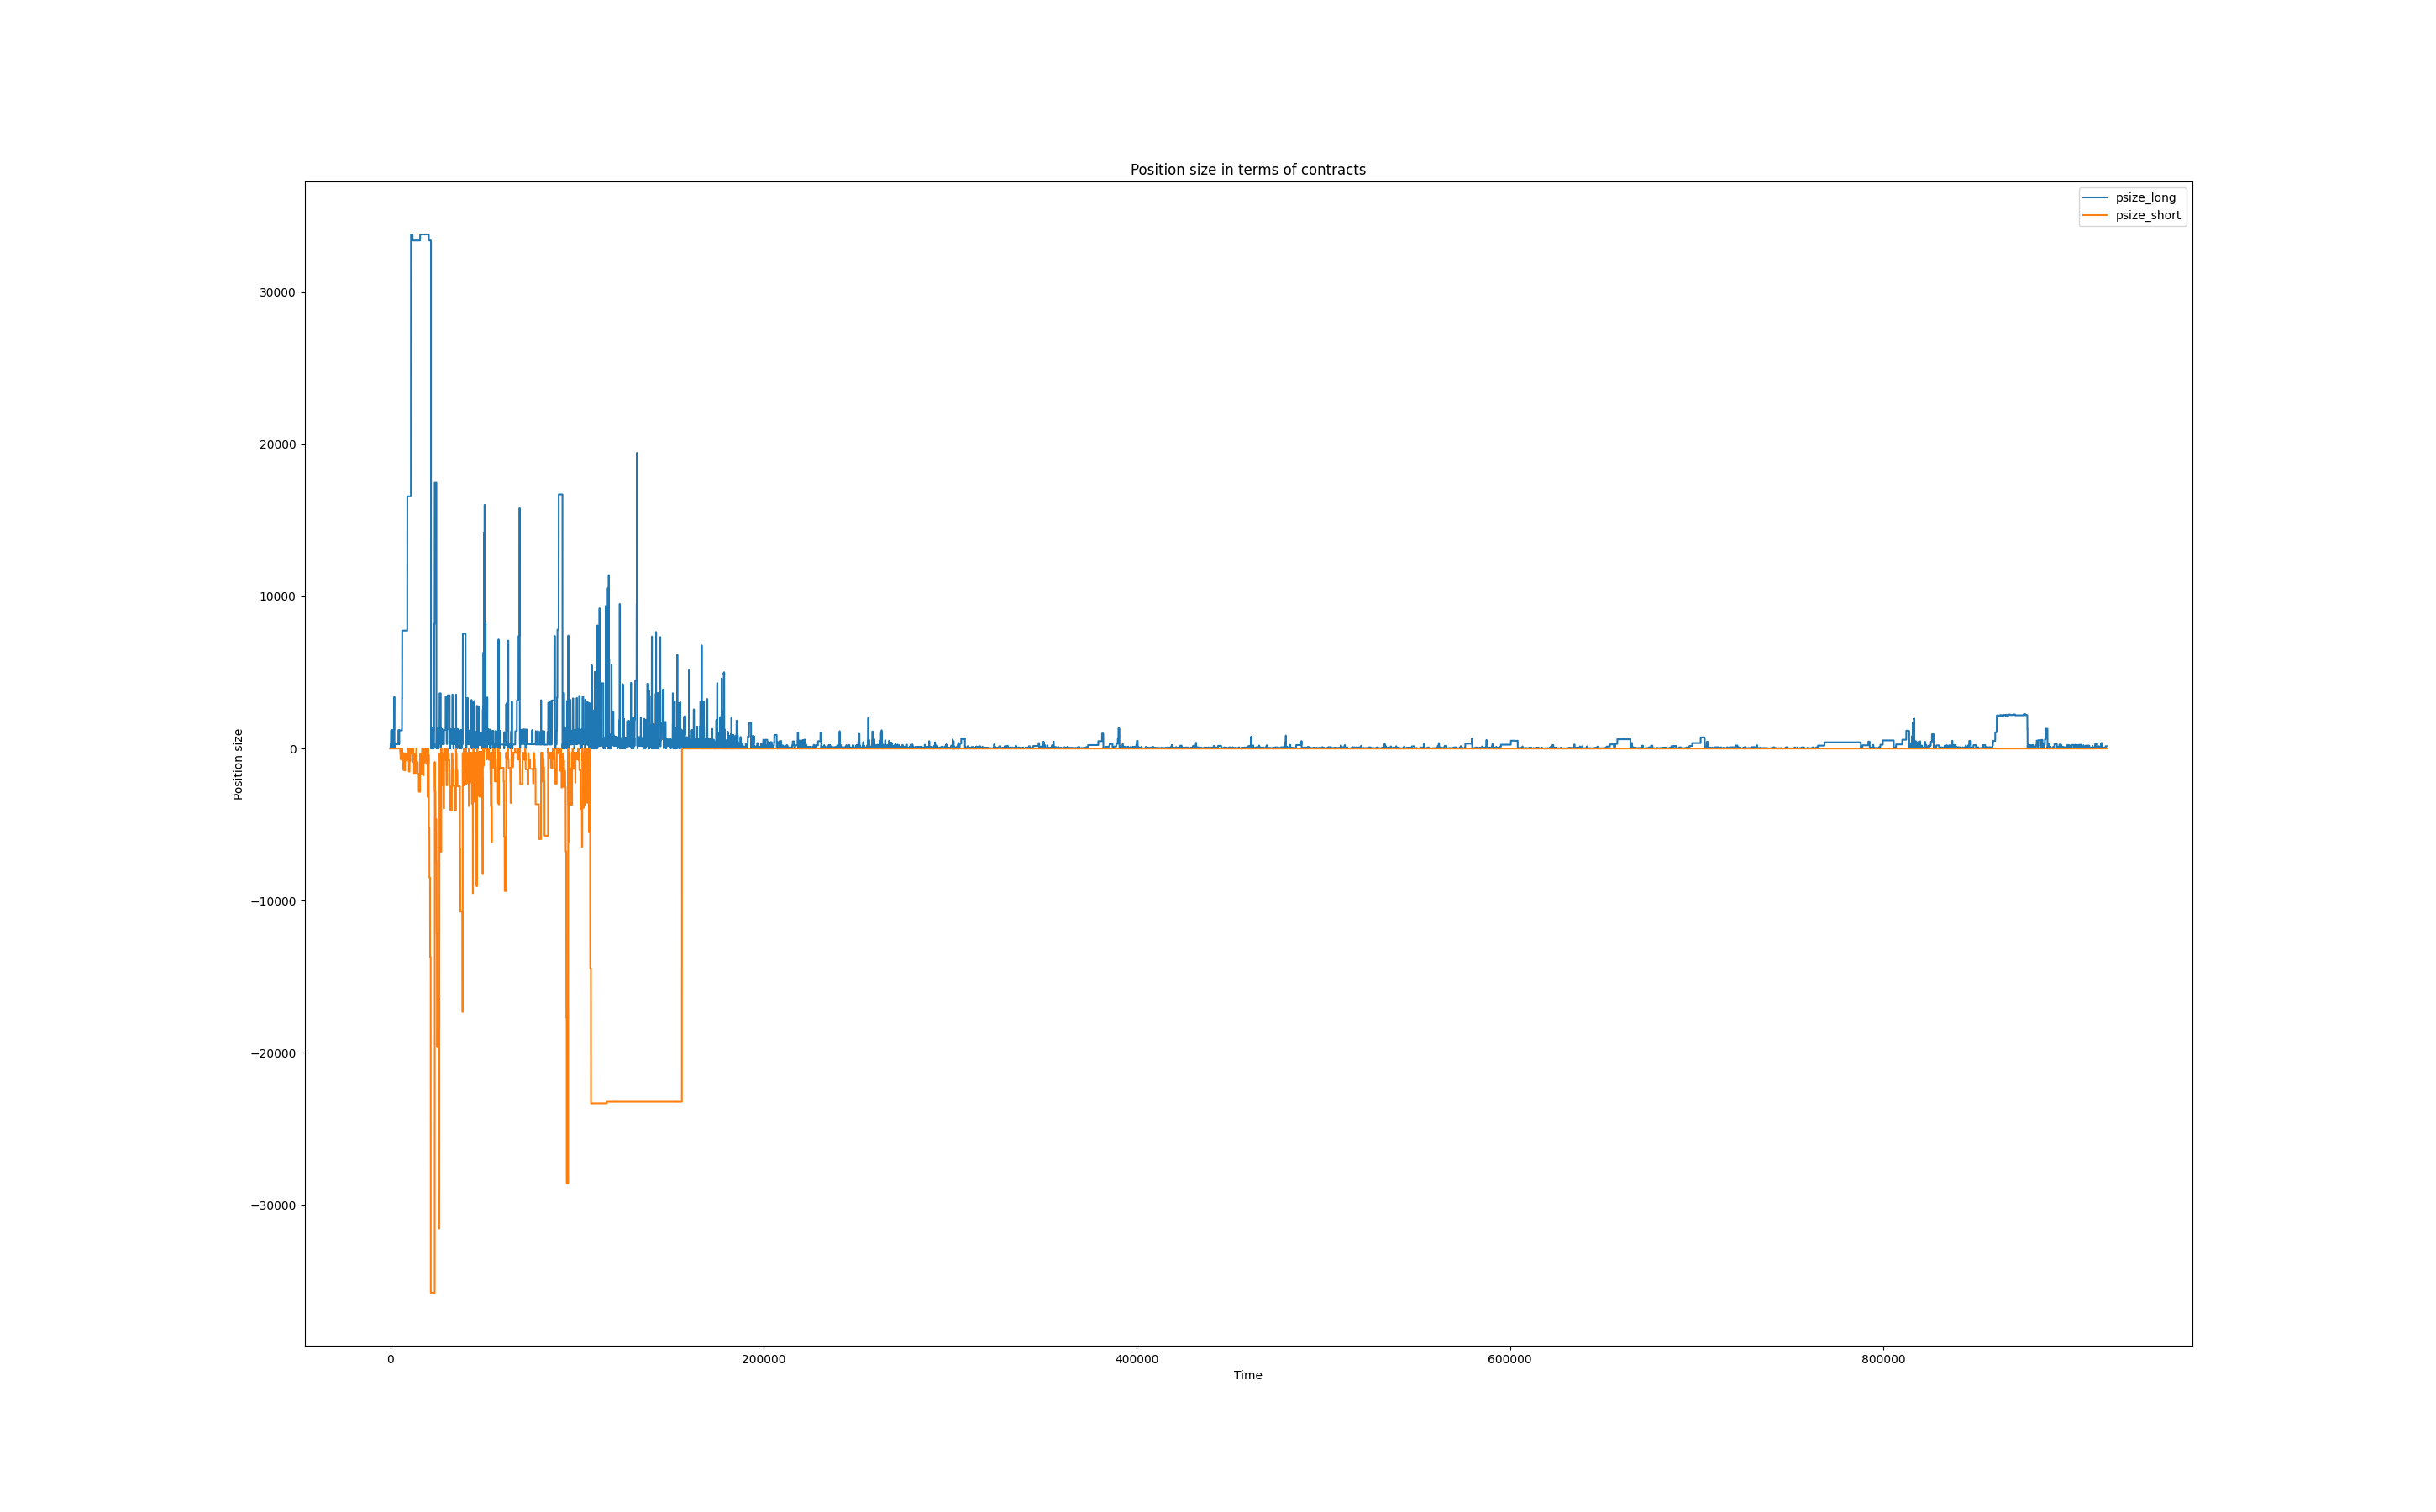 Position size in terms of contracts
psize_long
psize_short
30000
20000
10000
0
−10000
−20000
−30000
Position size
0
200000
400000
600000
800000
Time